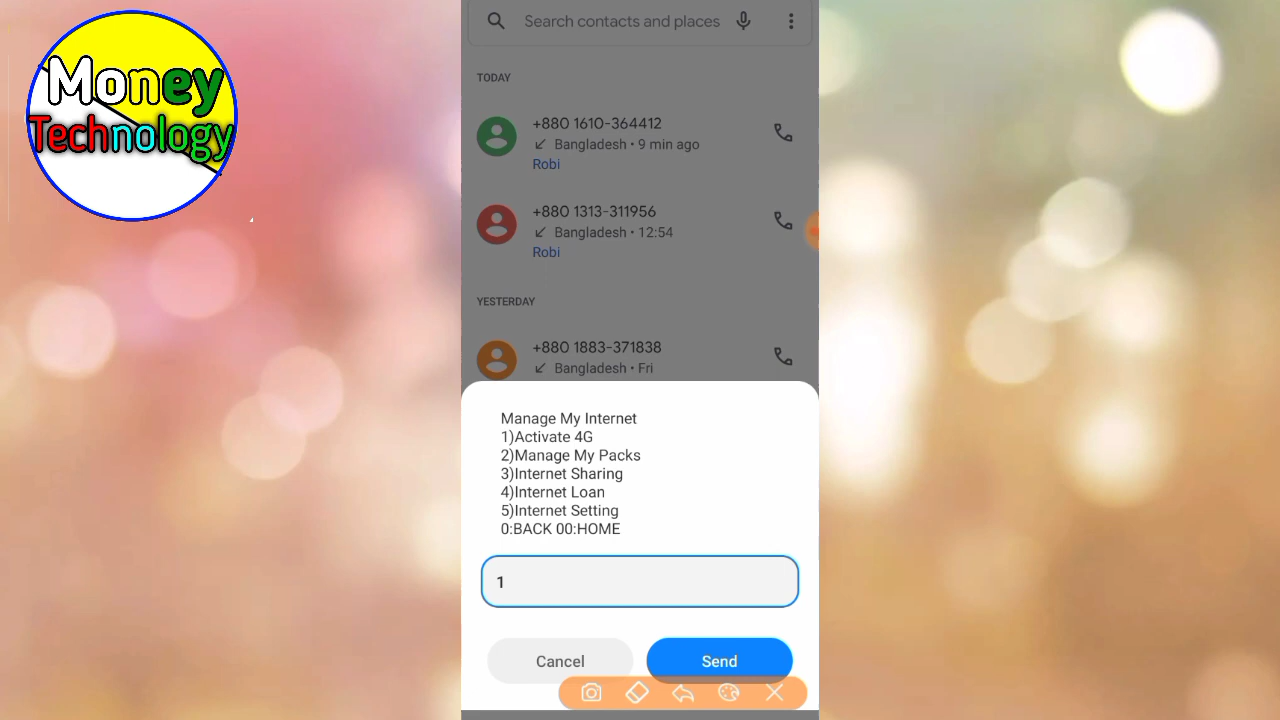 Money
Technology
Search contacts and places
TODAY
+880 1610-364412
Bangladesh • 9 min ago
Robi
+880 1313-311956
Bangladesh • 12:54
Robi
YESTERDAY
+880 1883-371838
Bangladesh • Fri
Manage My Internet
1)Activate 4G
2)Manage My Packs
3)Internet Sharing
4)Internet Loan
5)Internet Setting
0:BACK 00:HOME
1
Cancel
Send